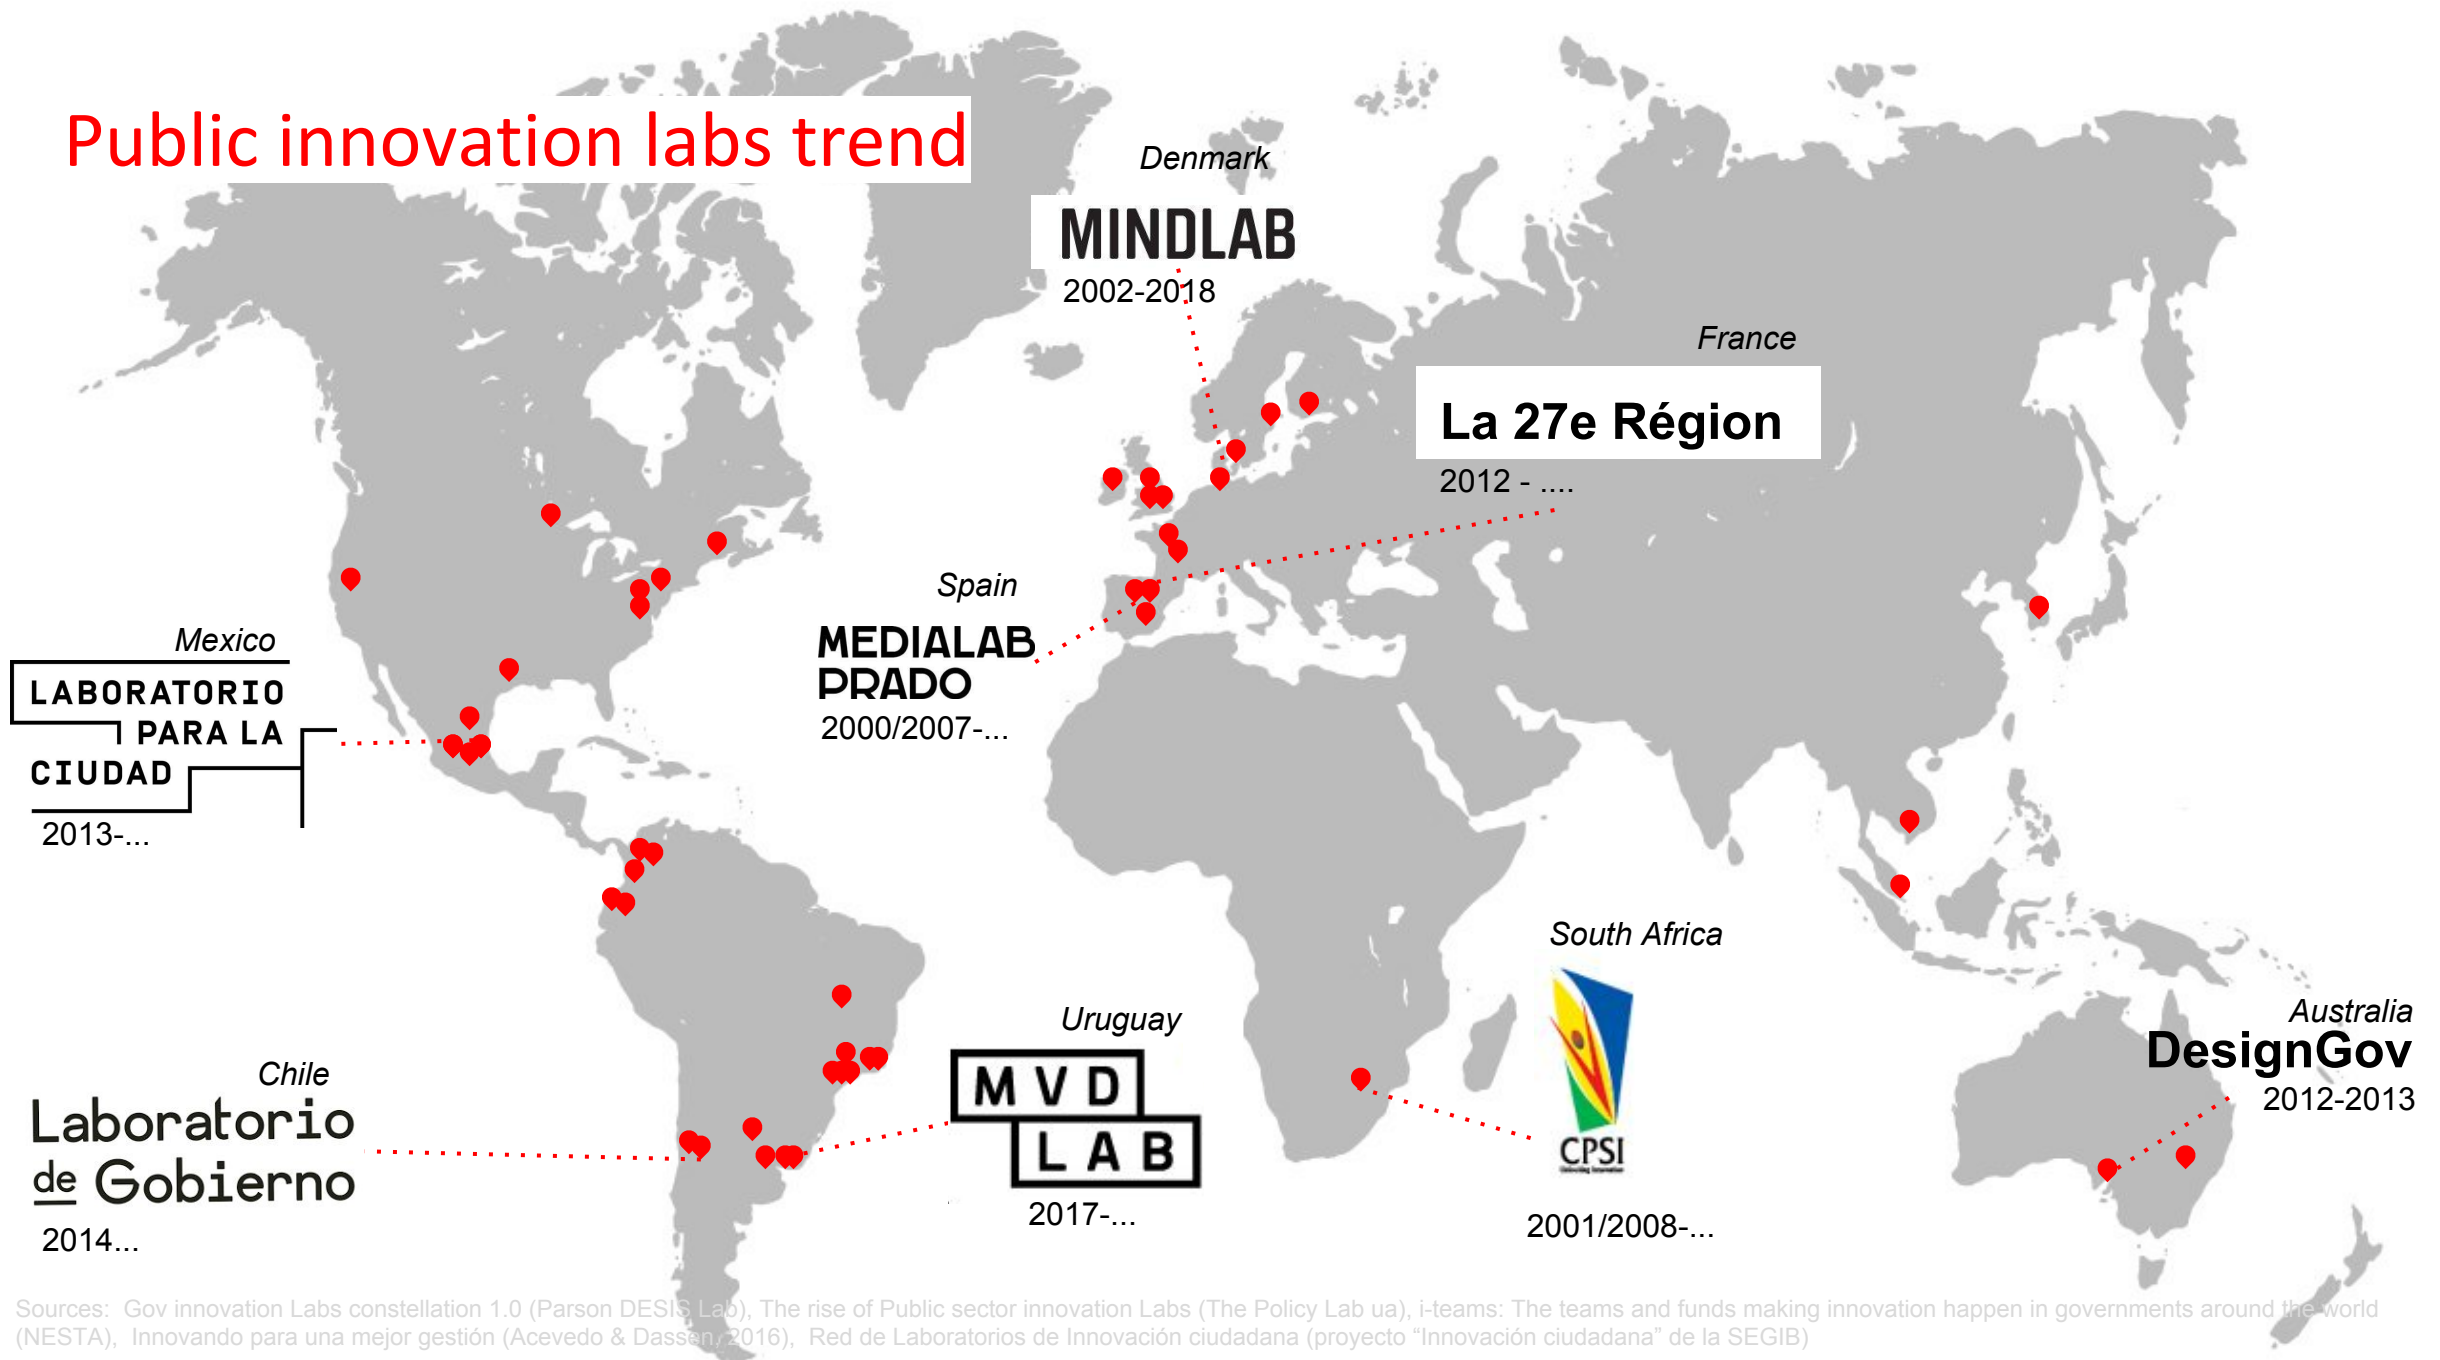 Public innovation labs trend
Denmark
MINDLAB
2002-2018
France
La 27e Région
2012 - ....
Spain
MEDIALAB
PRADO
2000/2007-...
Mexico
LABORATORIO
PARA LA
CIUDAD
2013-...
South Africa
CPSI
2001/2008-...
Australia
DesignGov
2012-2013
Uruguay
MVD
LAB
2017-...
Chile
Laboratorio
de Gobierno
2014...
Sources: Gov innovation Labs constellation 1.0 (Parson DESIS Lab), The rise of Public sector innovation Labs (The Policy Lab ua), i-teams: The teams and funds making innovation happen in governments around the world
(NESTA), Innovando para una mejor gestión (Acevedo & Dassen, 2016), Red de Laboratorios de Innovación ciudadana (proyecto “Innovación ciudadana” de la SEGIB)